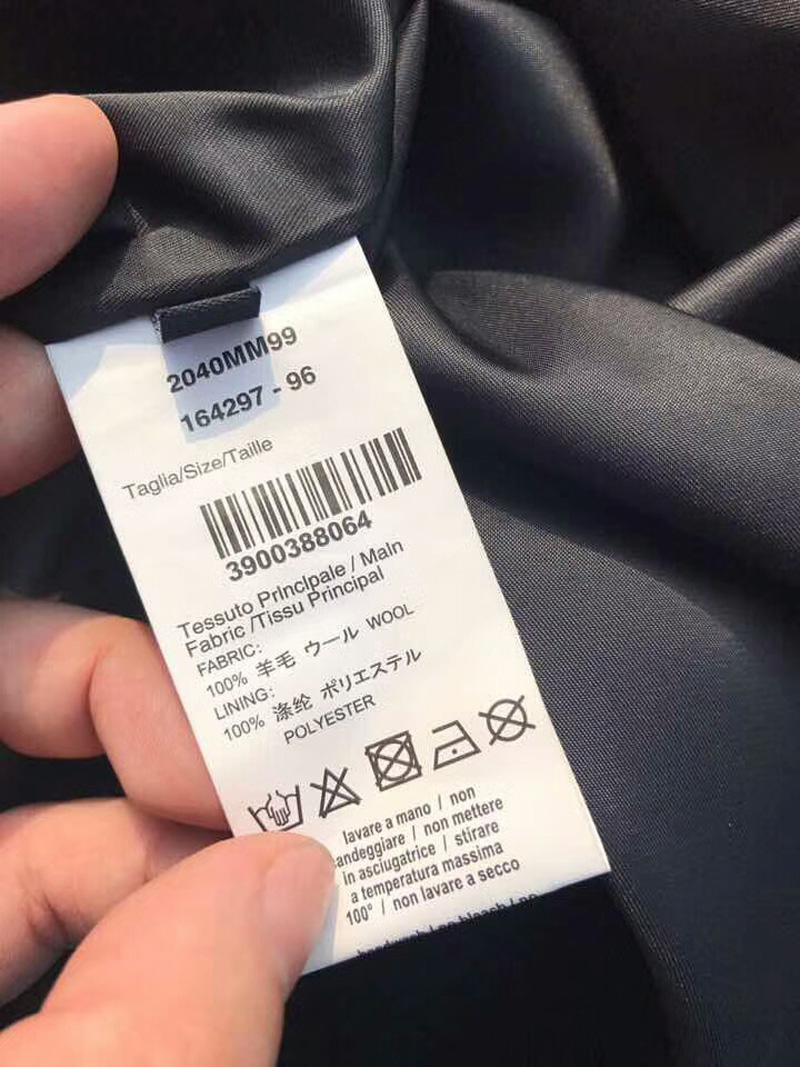 2040MM99
164297 - 96
Taglia/Size/Taille
3900388064
Tessuto PrIncIpale / Main
Fabric /Tissu Principal
FABRIC:
100% 羊毛 ウール WOOL
LINING:
100% 涤纶 ポリエステル
POLYESTER
lavare a mano / non
andeggiare / non mettere
in asciugatrice / stirare
a temperatura massima
100° / non lavare a secco